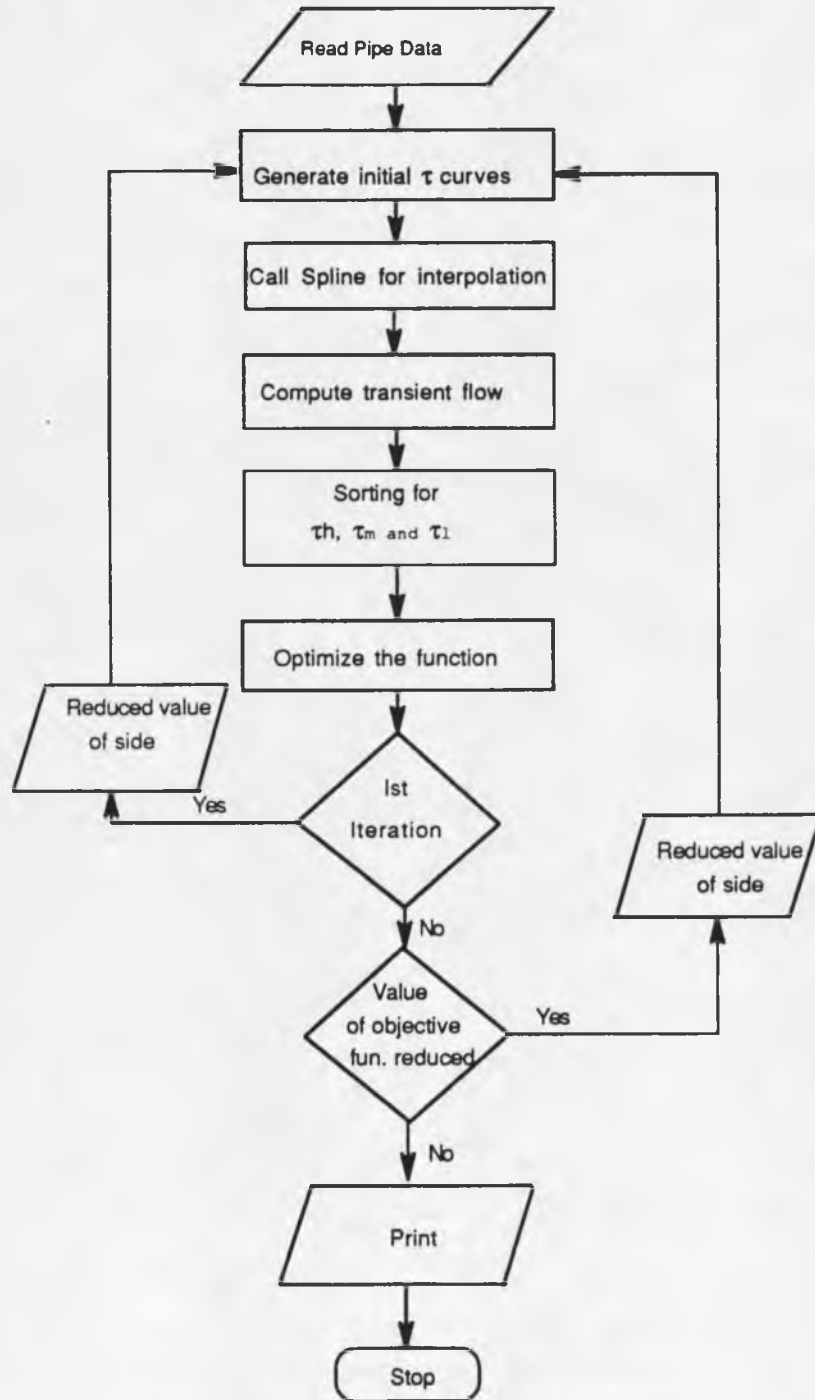 Read Pipe Data
Generate initial τ curves
Call Spline for interpolation
Compute transient flow
Sorting for
τh, τm and τl
Optimize the function
Reduced value
of side
Yes
Ist
Iteration
Reduced value
of side
No
Value
of objective
fun. reduced
Yes
No
Print
Stop